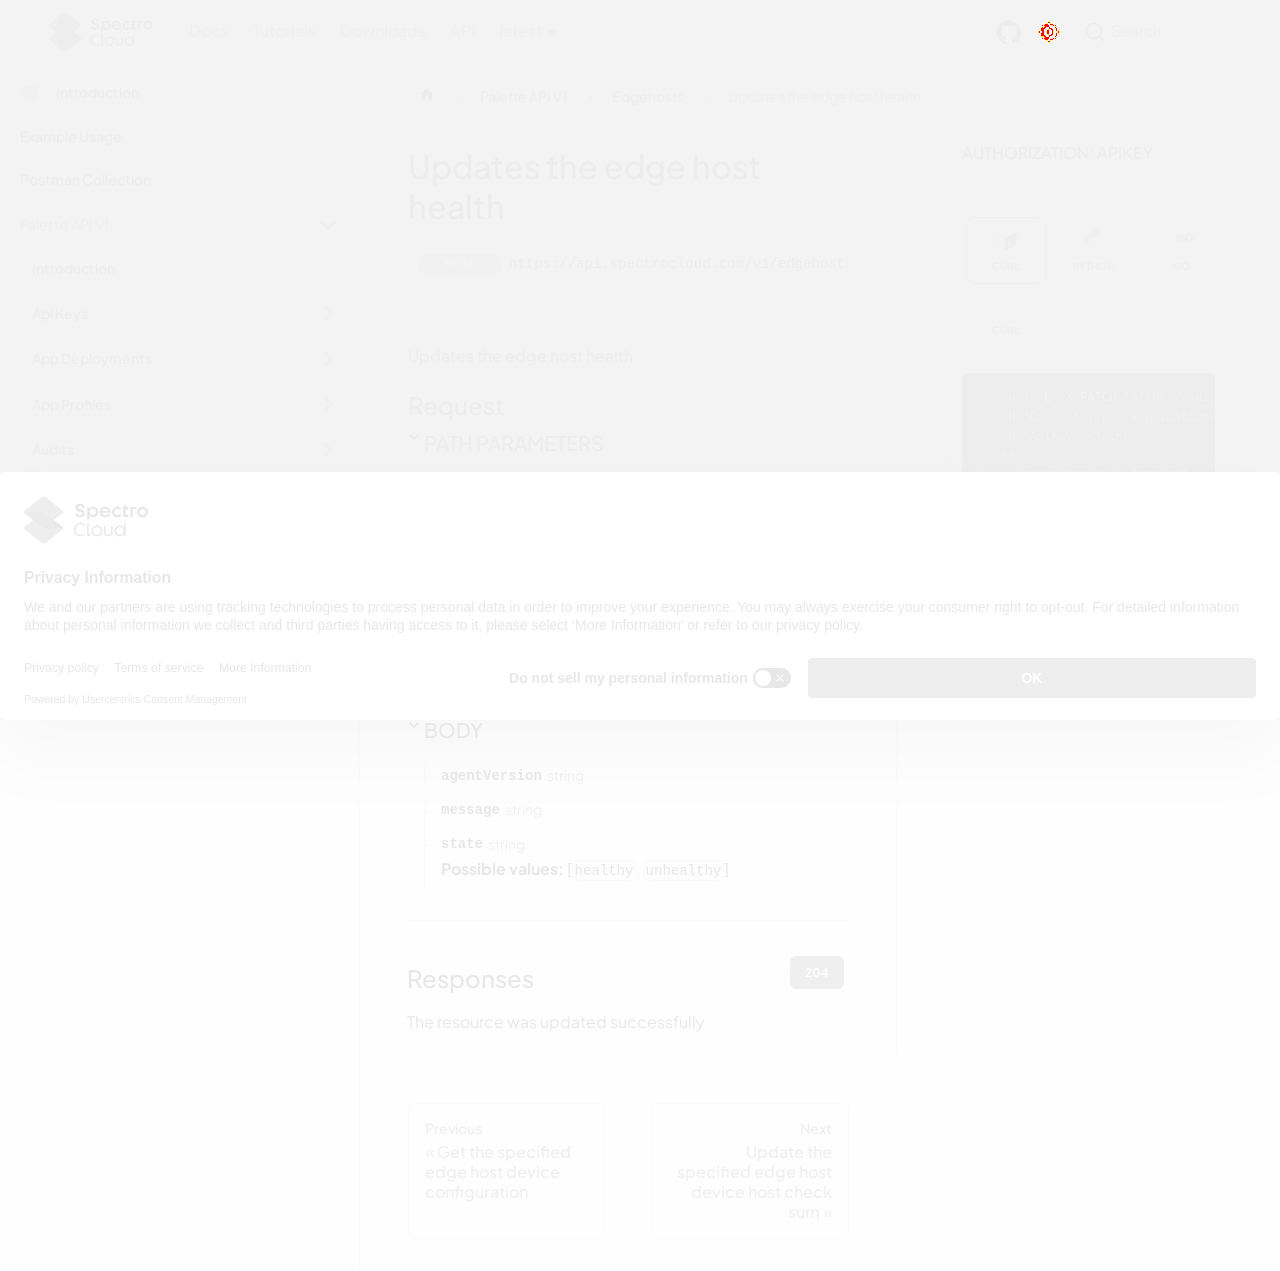 Spectro
Cloud
Docs Tutorials Downloads API latest
Search
Introduction
Example Usage
Postman Collection
Palette API V1
Introduction
Api Keys
App Deployments
App Profiles
Audits
Palette API V1 Edgehosts Updates the edge host health
Updates the edge host
health
https://api.spectrocloud.com/v1/edgehosts
Updates the edge host health
Request
PATH PARAMETERS
AUTHORIZATION: APIKEY
CURL PYTHON GO
CURL
PATCH
Spectro
Cloud
Privacy Information
We and our partners are using tracking technologies to process personal data in order to improve your experience. You may always exercise your consumer right to opt-out. For detailed information
about personal information we collect and third parties having access to it, please select ‘More Information’ or refer to our privacy policy.
Privacy policy Terms of service More Information
Do not sell my personal information
OK
Powered by Usercentrics Consent Management
BODY
agentVersion string
message string
state string
Possible values: [healthy, unhealthy]
Responses
204
The resource was updated successfully
Previous
« Get the specified
edge host device
configuration
Next
Update the
specified edge host
device host check
sum »